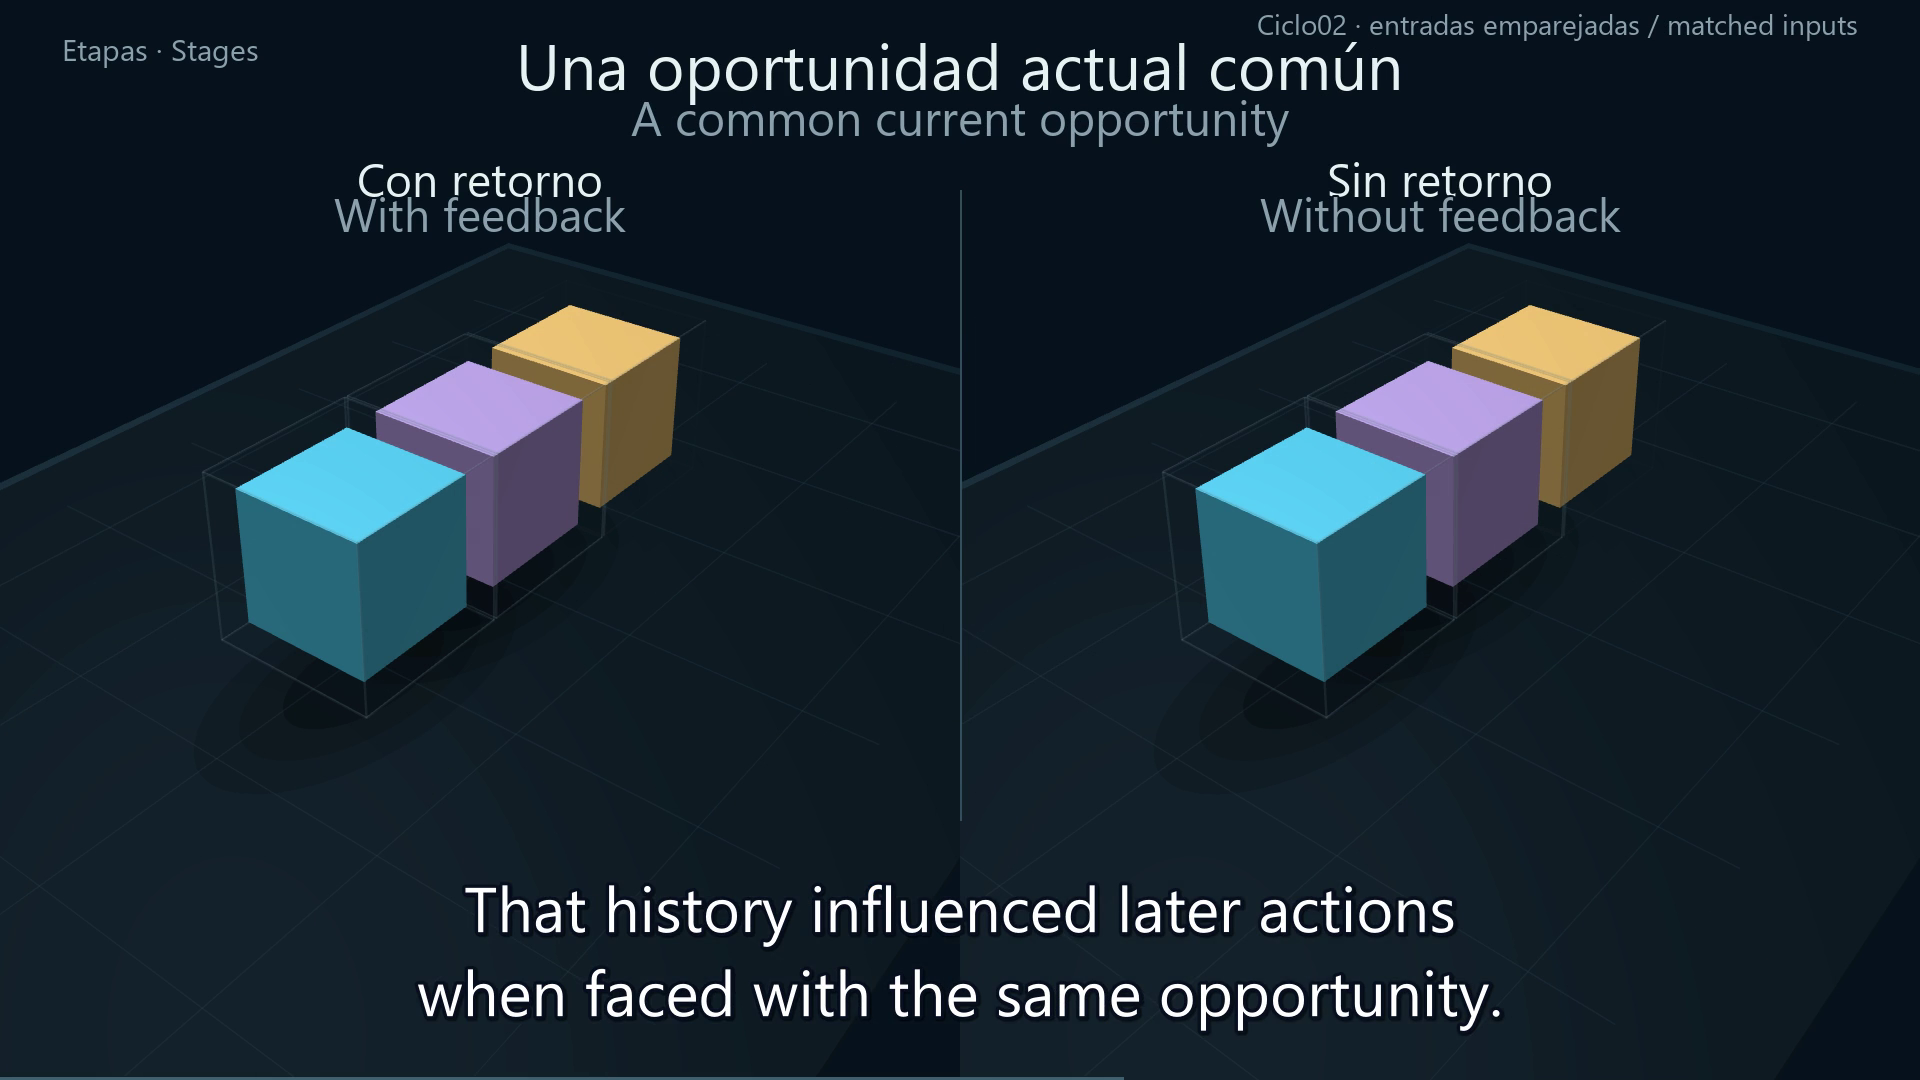 Etapas · Stages
Ciclo02 · entradas emparejadas / matched inputs
Una oportunidad actual común
A common current opportunity
Con retorno
With feedback
Sin retorno
Without feedback
That history influenced later actions
when faced with the same opportunity.